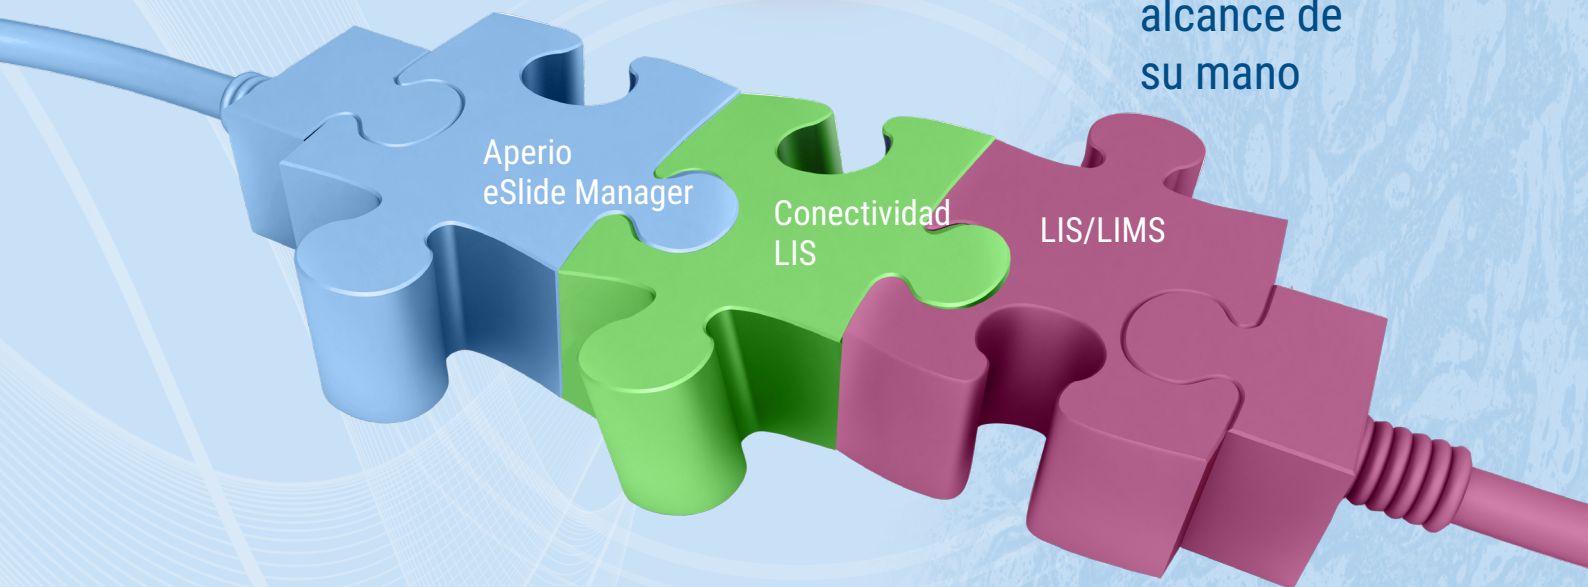 alcance de
su mano
Aperio
eSlide Manager
Conectividad
LIS
LIS/LIMS